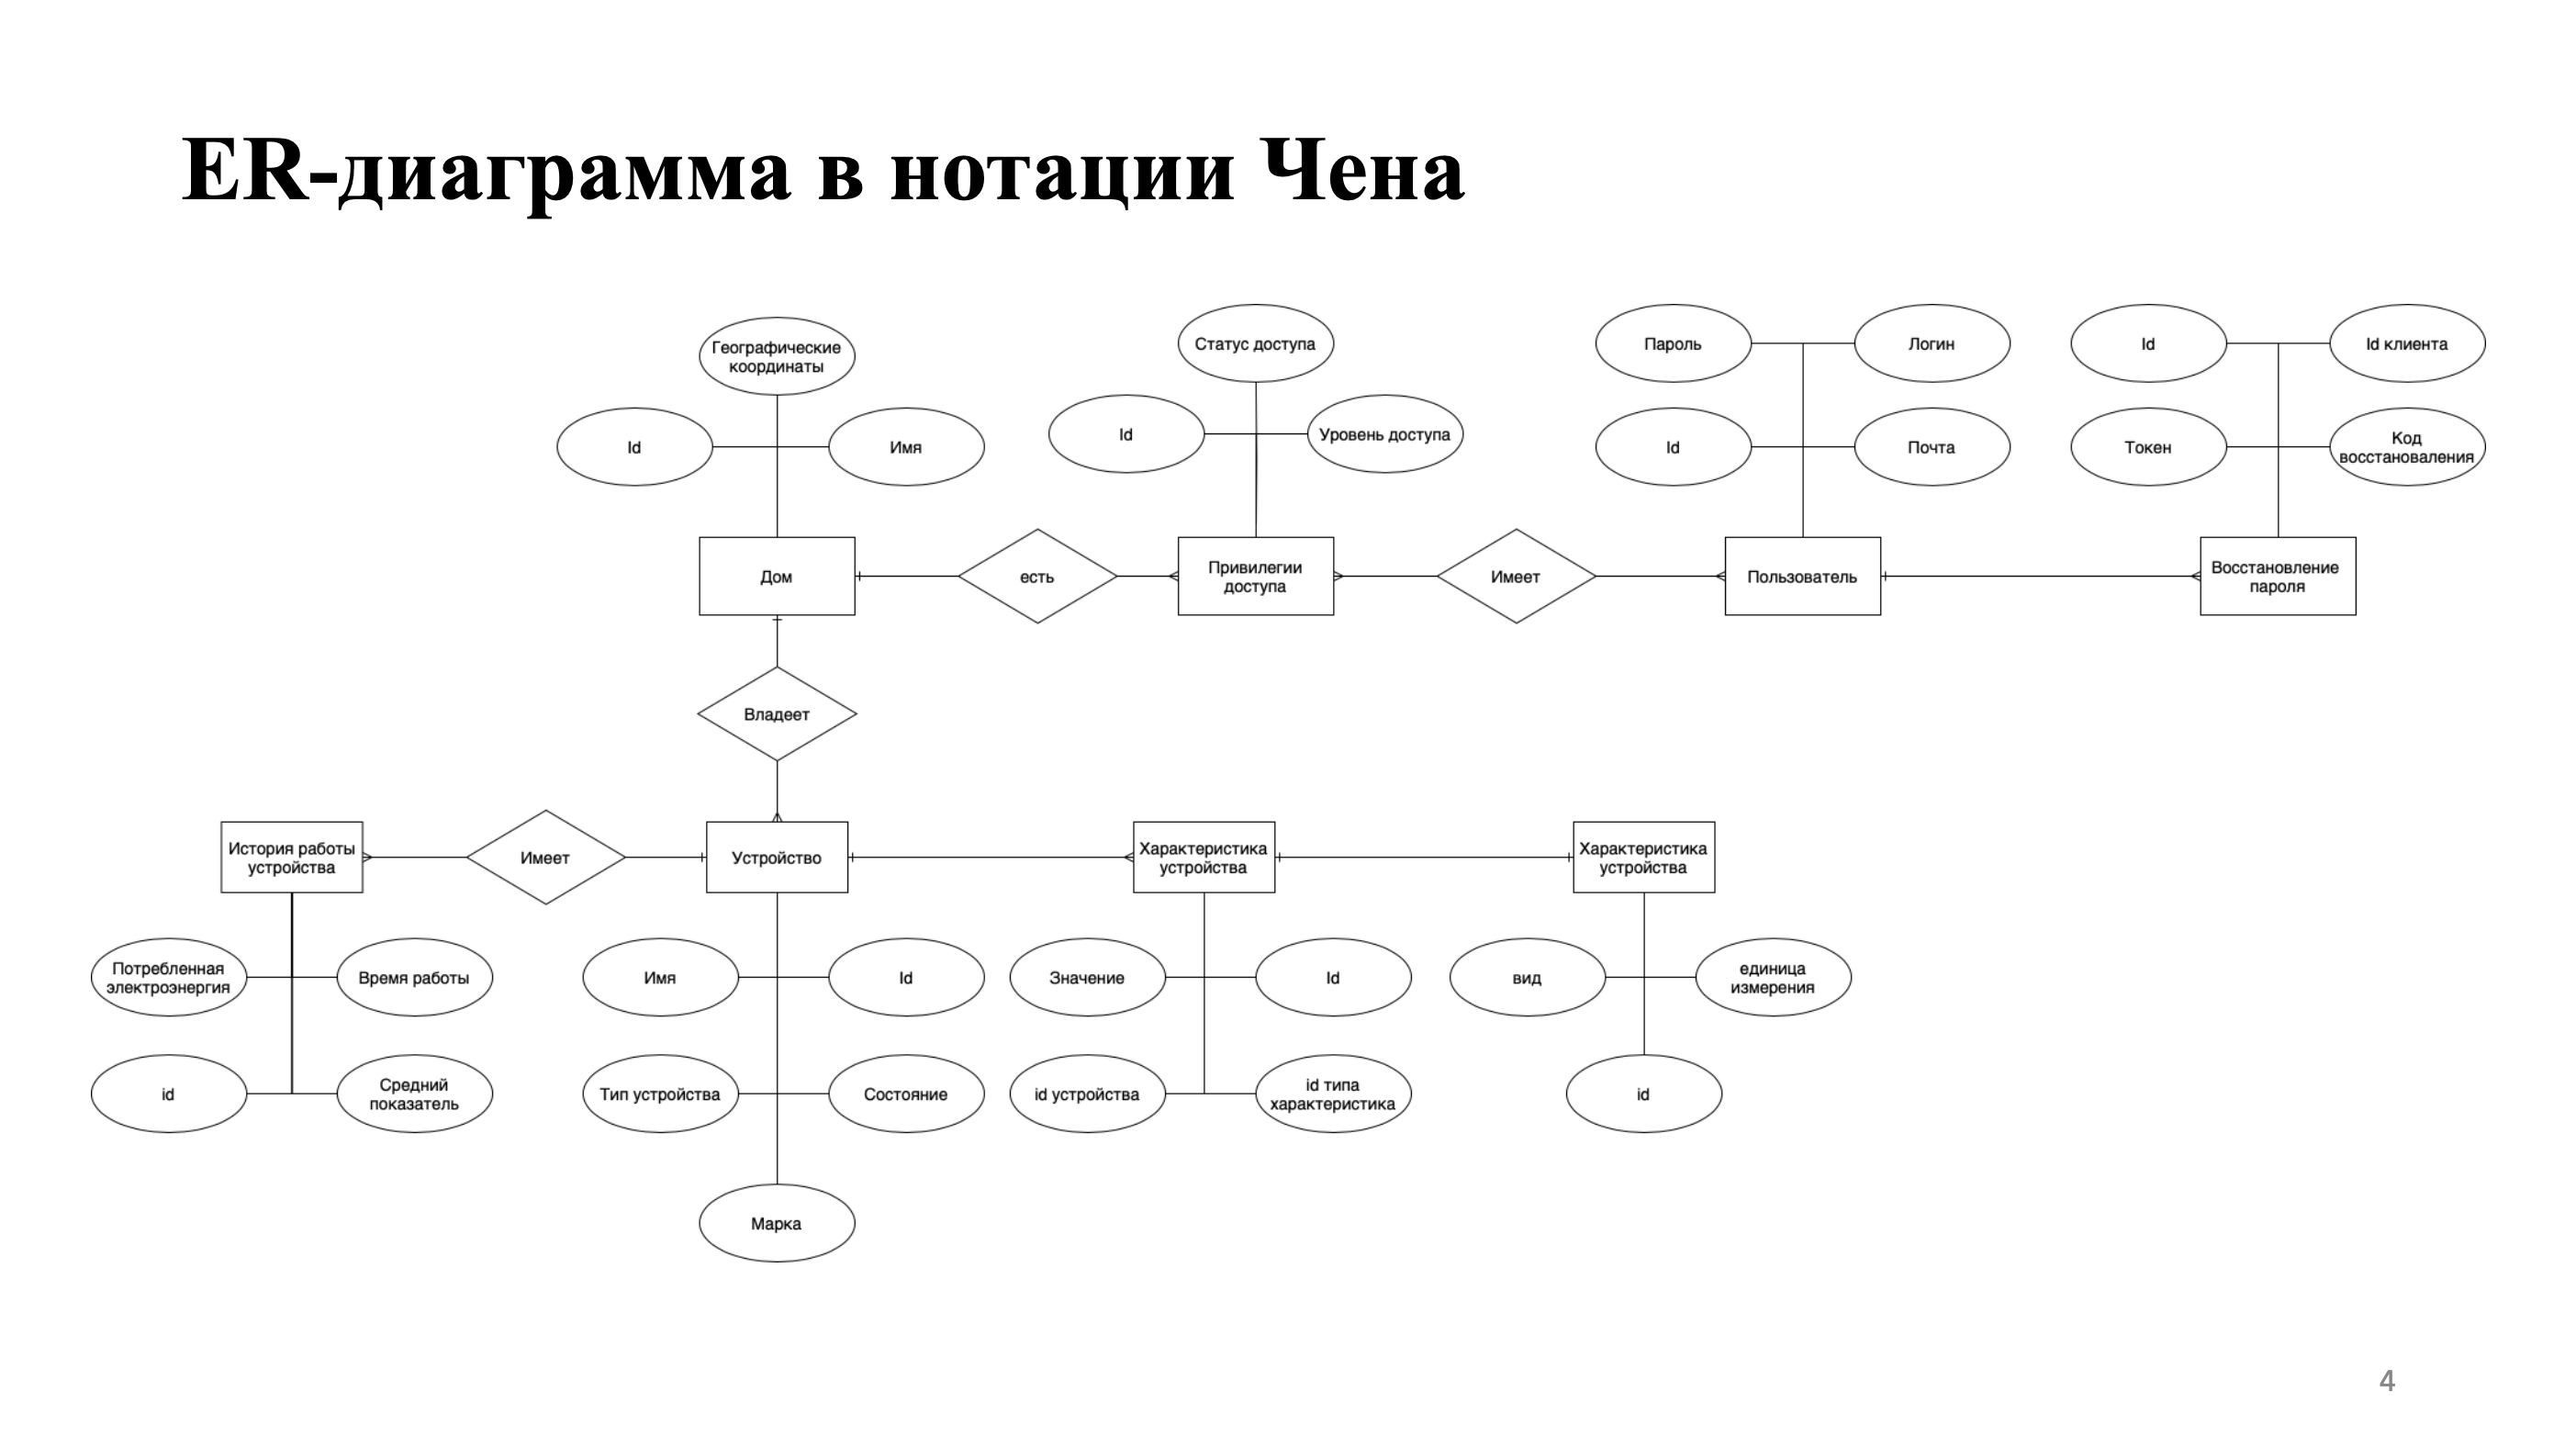 ER-диаграмма в нотации Чена
Географические
координаты
Id
Имя
Статус доступа
Id
Уровень доступа
Пароль
Логин
Id
Почта
Id
Id клиента
Токен
Код
восстановаления
Дом
есть
Привилегии
доступа
Имеет
Пользователь
Восстановление
пароля
Владеет
История работы
устройства
Имеет
Устройство
Характеристика
устройства
Характеристика
устройства
Потребленная
электроэнергия
Время работы
id
Средний
показатель
Имя
Id
Тип устройства
Состояние
Марка
Значение
Id
id устройства
id типа
характеристика
вид
единица
измерения
id
4